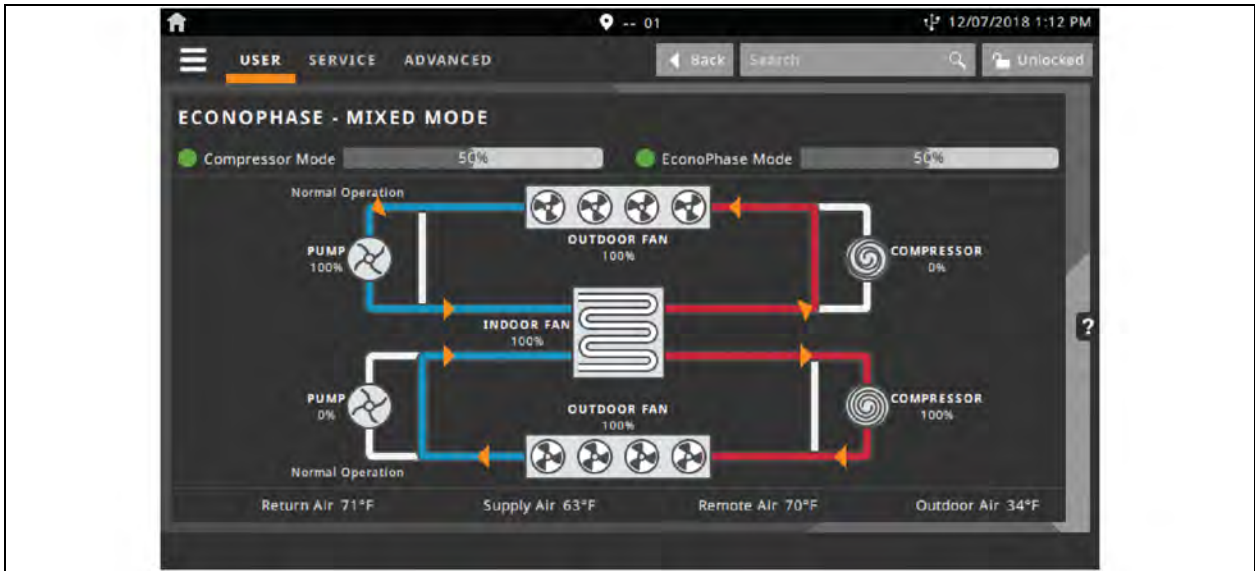 -- 01
12/07/2018 1:12 PM
USER SERVICE ADVANCED
Back Search Unlocked
ECONOPHASE - MIXED MODE
Compressor Mode 50% EconoPhase Mode 50%
Normal Operation
OUTDOOR FAN
100%
PUMP
100%
COMPRESSOR
0%
INDOOR FAN
100%
?
PUMP
0%
OUTDOOR FAN
100%
COMPRESSOR
100%
Normal Operation
Return Air 71°F Supply Air 63°F Remote Air 70°F Outdoor Air 34°F